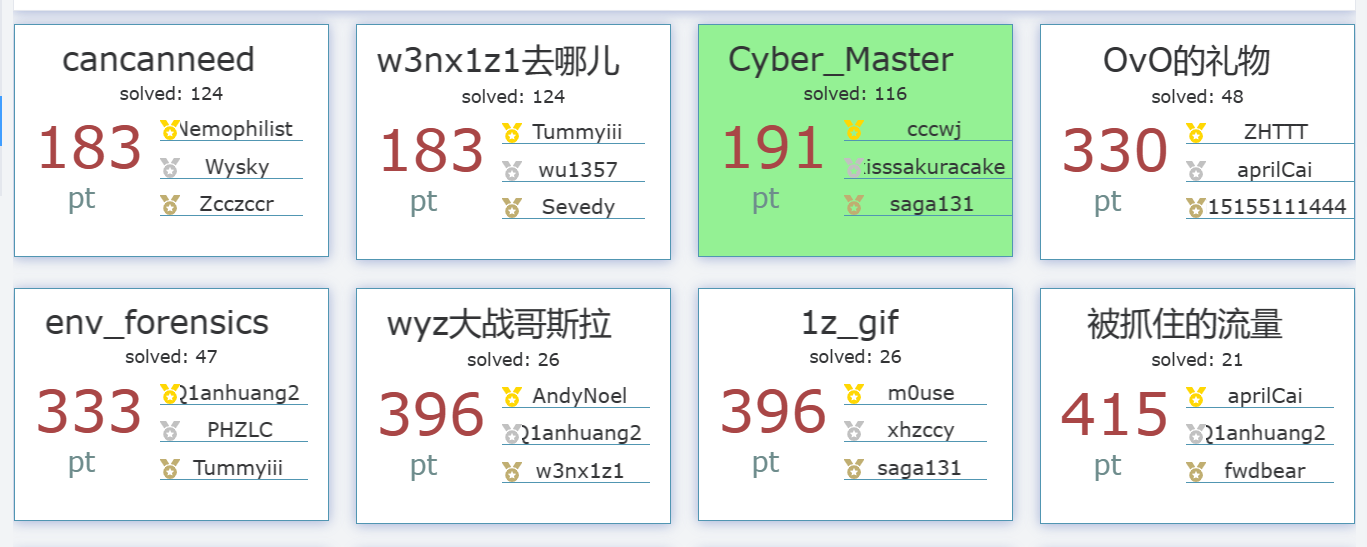 cancanneed
solved: 124
183
pt
Nemophilist
Wysky
Zcczccr
w3nx1z1去哪儿
solved: 124
183
pt
Tummyiii
wu1357
Sevedy
Cyber_Master
solved: 116
191
pt
cccwj
isssakuracake
saga131
OvO的礼物
solved: 48
330
pt
ZHTTT
aprilCai
15155111444
env_forensics
solved: 47
333
pt
Q1anhuang2
PHZLC
Tummyiii
wyz大战哥斯拉
solved: 26
396
pt
AndyNoel
Q1anhuang2
w3nx1z1
1z_gif
solved: 26
396
pt
m0use
xhzccy
saga131
被抓住的流量
solved: 21
415
pt
aprilCai
Q1anhuang2
fwdbear